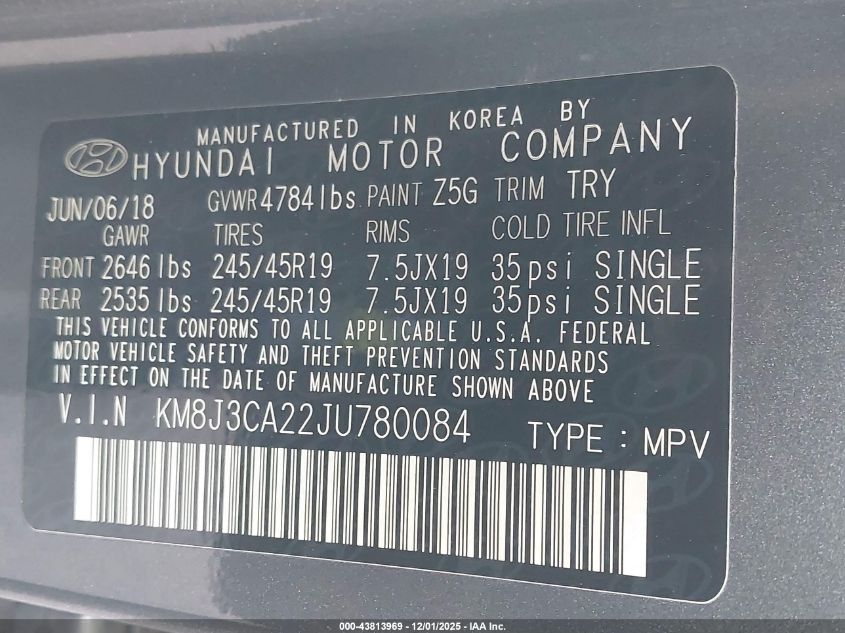 MANUFACTURED IN KOREA BY
HYUNDAI MOTOR COMPANY
JUN/06/18 GVWR 4784lbs PAINT Z5G TRIM TRY
GAWR TIRES RIMS COLD TIRE INFL
FRONT 2646 lbs 245/45R19 7.5JX19 35psi SINGLE
REAR 2535 lbs 245/45R19 7.5JX19 35psi SINGLE
THIS VEHICLE CONFORMS TO ALL APPLICABLE U.S.A. FEDERAL
MOTOR VEHICLE SAFETY AND THEFT PREVENTION STANDARDS
IN EFFECT ON THE DATE OF MANUFACTURE SHOWN ABOVE
V.I.N KM8J3CA22JU780084 TYPE : MPV
000-43813969 - 12/01/2025 - IAA Inc.